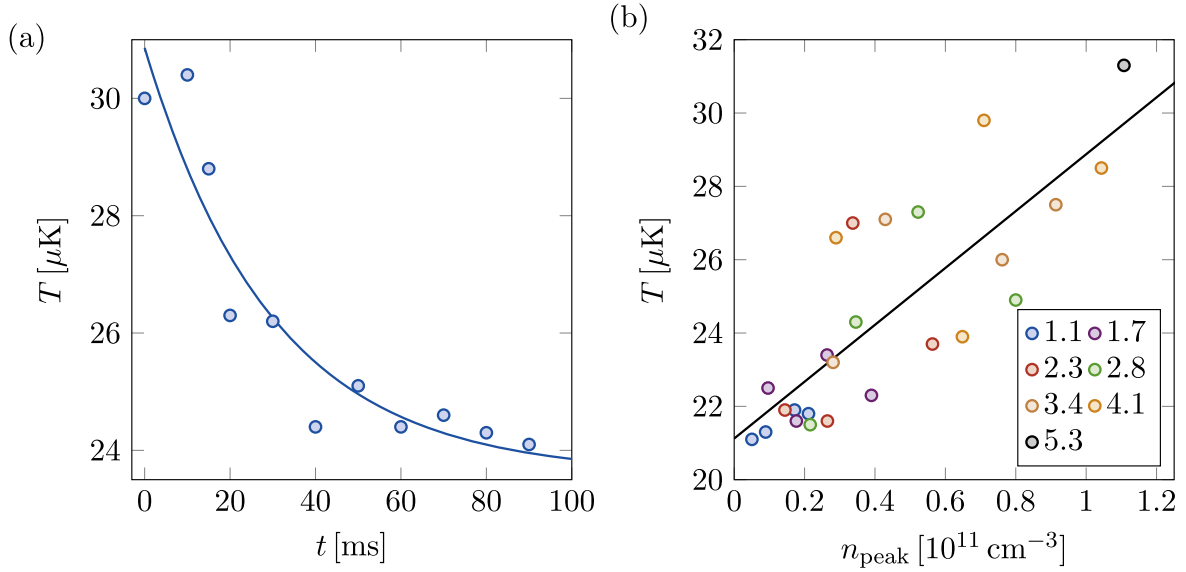 (a)
30
28
26
24
T [μK]
0 20 40 60 80 100
t [ms]
(b)
32
30
28
26
24
22
20
T [μK]
0 0.2 0.4 0.6 0.8 1 1.2
n_peak [10^11 cm^−3]
1.1 1.7
2.3 2.8
3.4 4.1
5.3